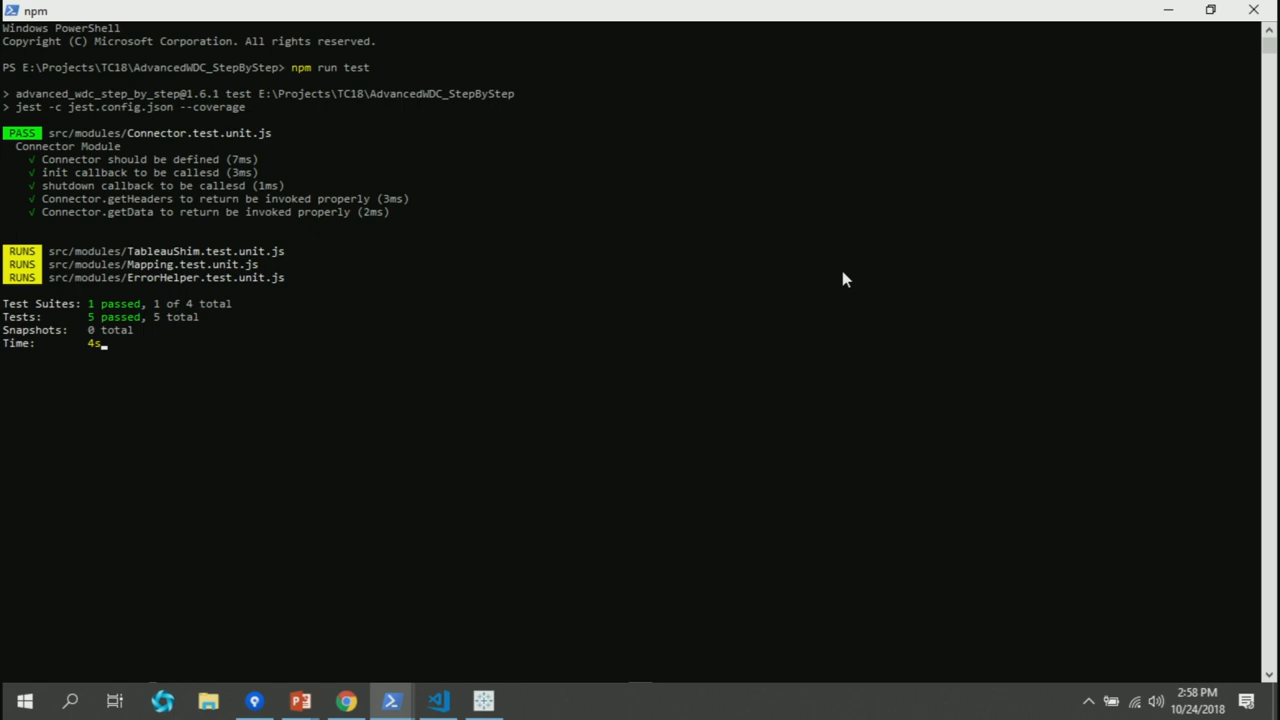 npm
Windows PowerShell
Copyright (C) Microsoft Corporation. All rights reserved.
PS E:\Projects\TC18\AdvancedWDC_StepByStep> npm run test
> advanced_wdc_step_by_step@1.6.1 test E:\Projects\TC18\AdvancedWDC_StepByStep
> jest -c jest.config.json --coverage
PASS src/modules/Connector.test.unit.js
Connector Module
√ Connector should be defined (7ms)
√ init callback to be callesd (3ms)
√ shutdown callback to be callesd (1ms)
√ Connector.getHeaders to return be invoked properly (3ms)
√ Connector.getData to return be invoked properly (2ms)
RUNS src/modules/TableauShim.test.unit.js
RUNS src/modules/Mapping.test.unit.js
RUNS src/modules/ErrorHelper.test.unit.js
Test Suites: 1 passed, 1 of 4 total
Tests: 5 passed, 5 total
Snapshots: 0 total
Time: 4s
2:58 PM
10/24/2018